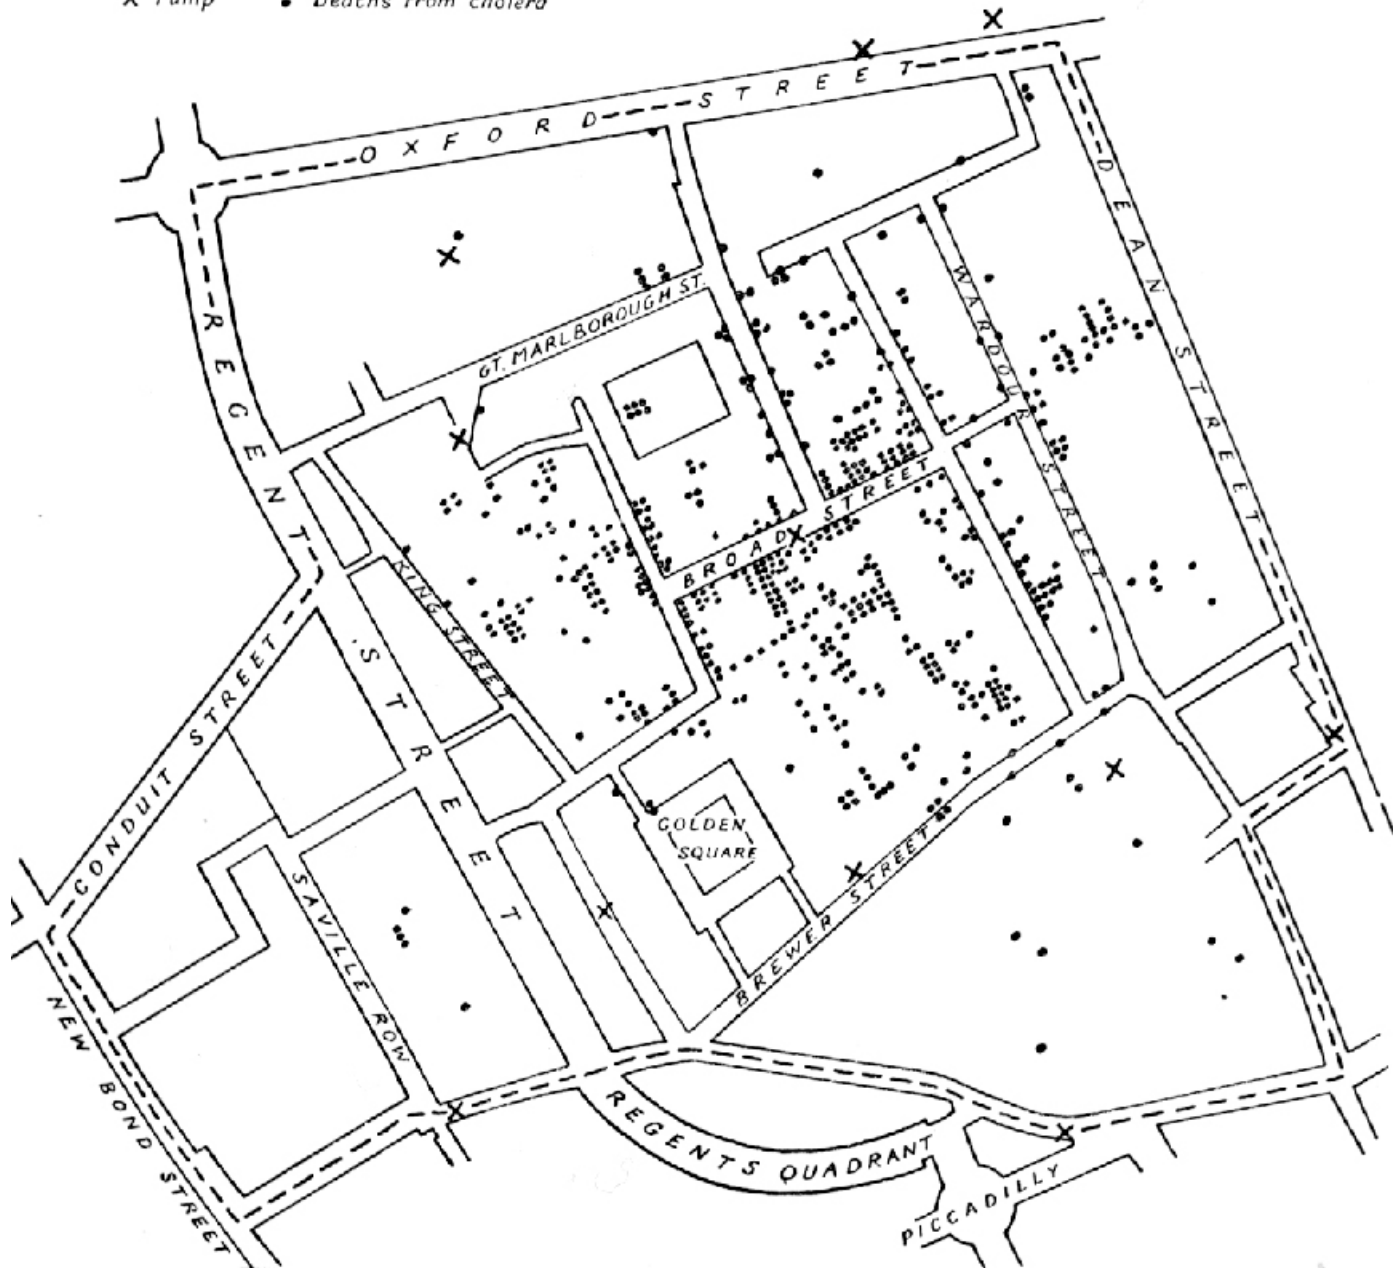 x Pump • Deaths from cholera
OXFORD STREET
DEAN STREET
REGENT STREET
WARDOUR STREET
GT. MARLBOROUGH ST.
BROAD STREET
KING STREET
CONDUIT STREET
GOLDEN
SQUARE
SAVILLE ROW
BREWER STREET
NEW BOND STREET
REGENTS QUADRANT
PICCADILLY